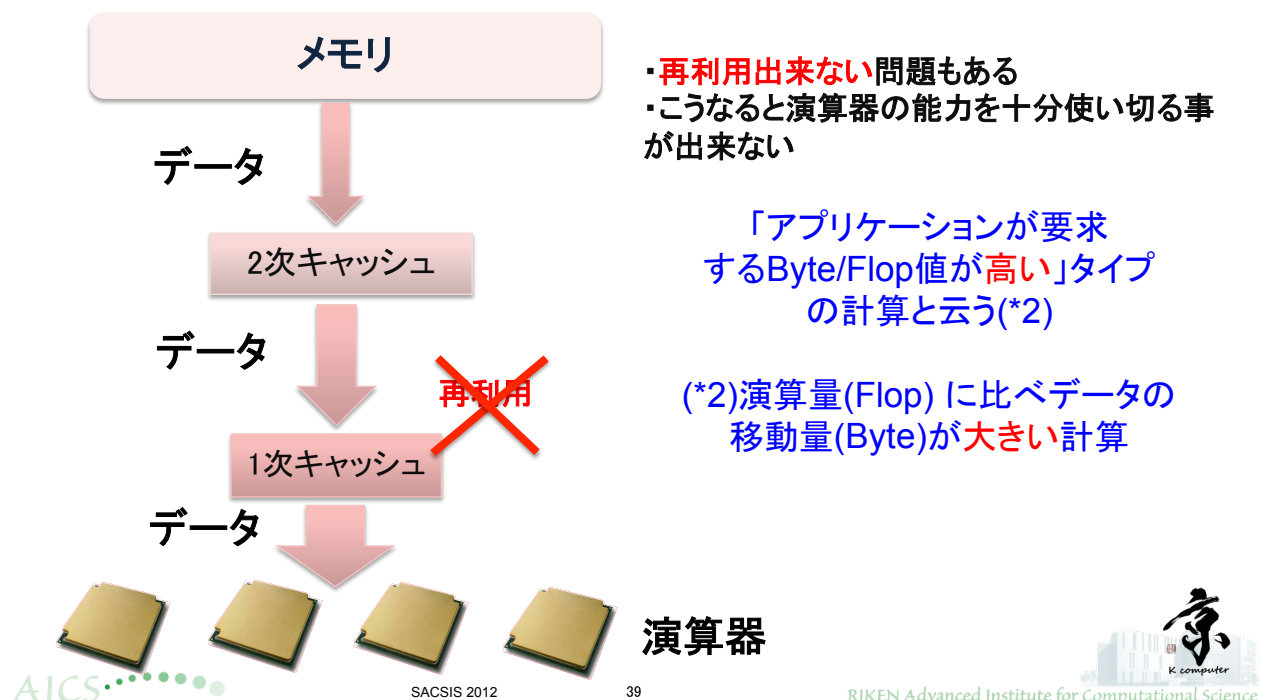 メモリ
・再利用出来ない問題もある
・こうなると演算器の能力を十分使い切る事
が出来ない
データ
「アプリケーションが要求
するByte/Flop値が高い」タイプ
の計算と云う(*2)
2次キャッシュ
データ
再利用
(*2)演算量(Flop) に比べデータの
移動量(Byte)が大きい計算
1次キャッシュ
データ
演算器
京
K computer
AICS
SACSIS 2012
39
RIKEN Advanced Institute for Computational Science